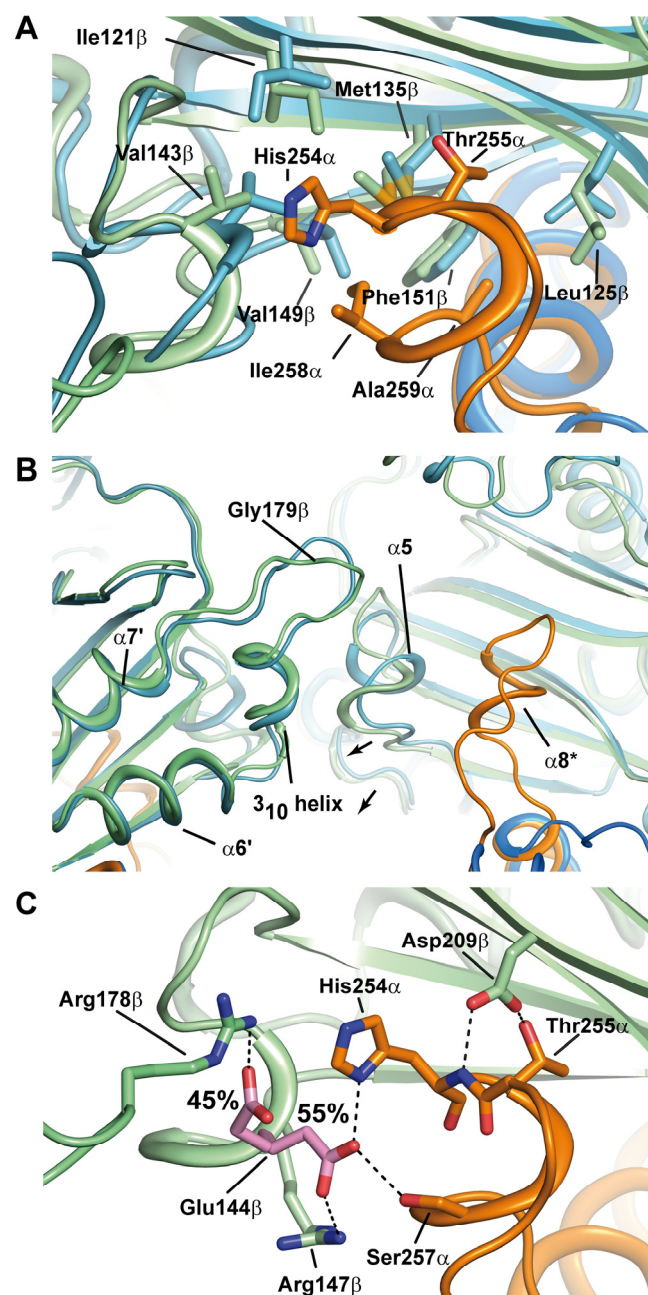 A
Ile121β
Met135β
Thr255α
His254α
Val143β
Val149β
Phe151β
Leu125β
Ile258α
Ala259α
B
Gly179β
α5
α7'
α8*
3₁₀ helix
α6'
C
Asp209β
His254α
Arg178β
Thr255α
45%
55%
Glu144β
Ser257α
Arg147β